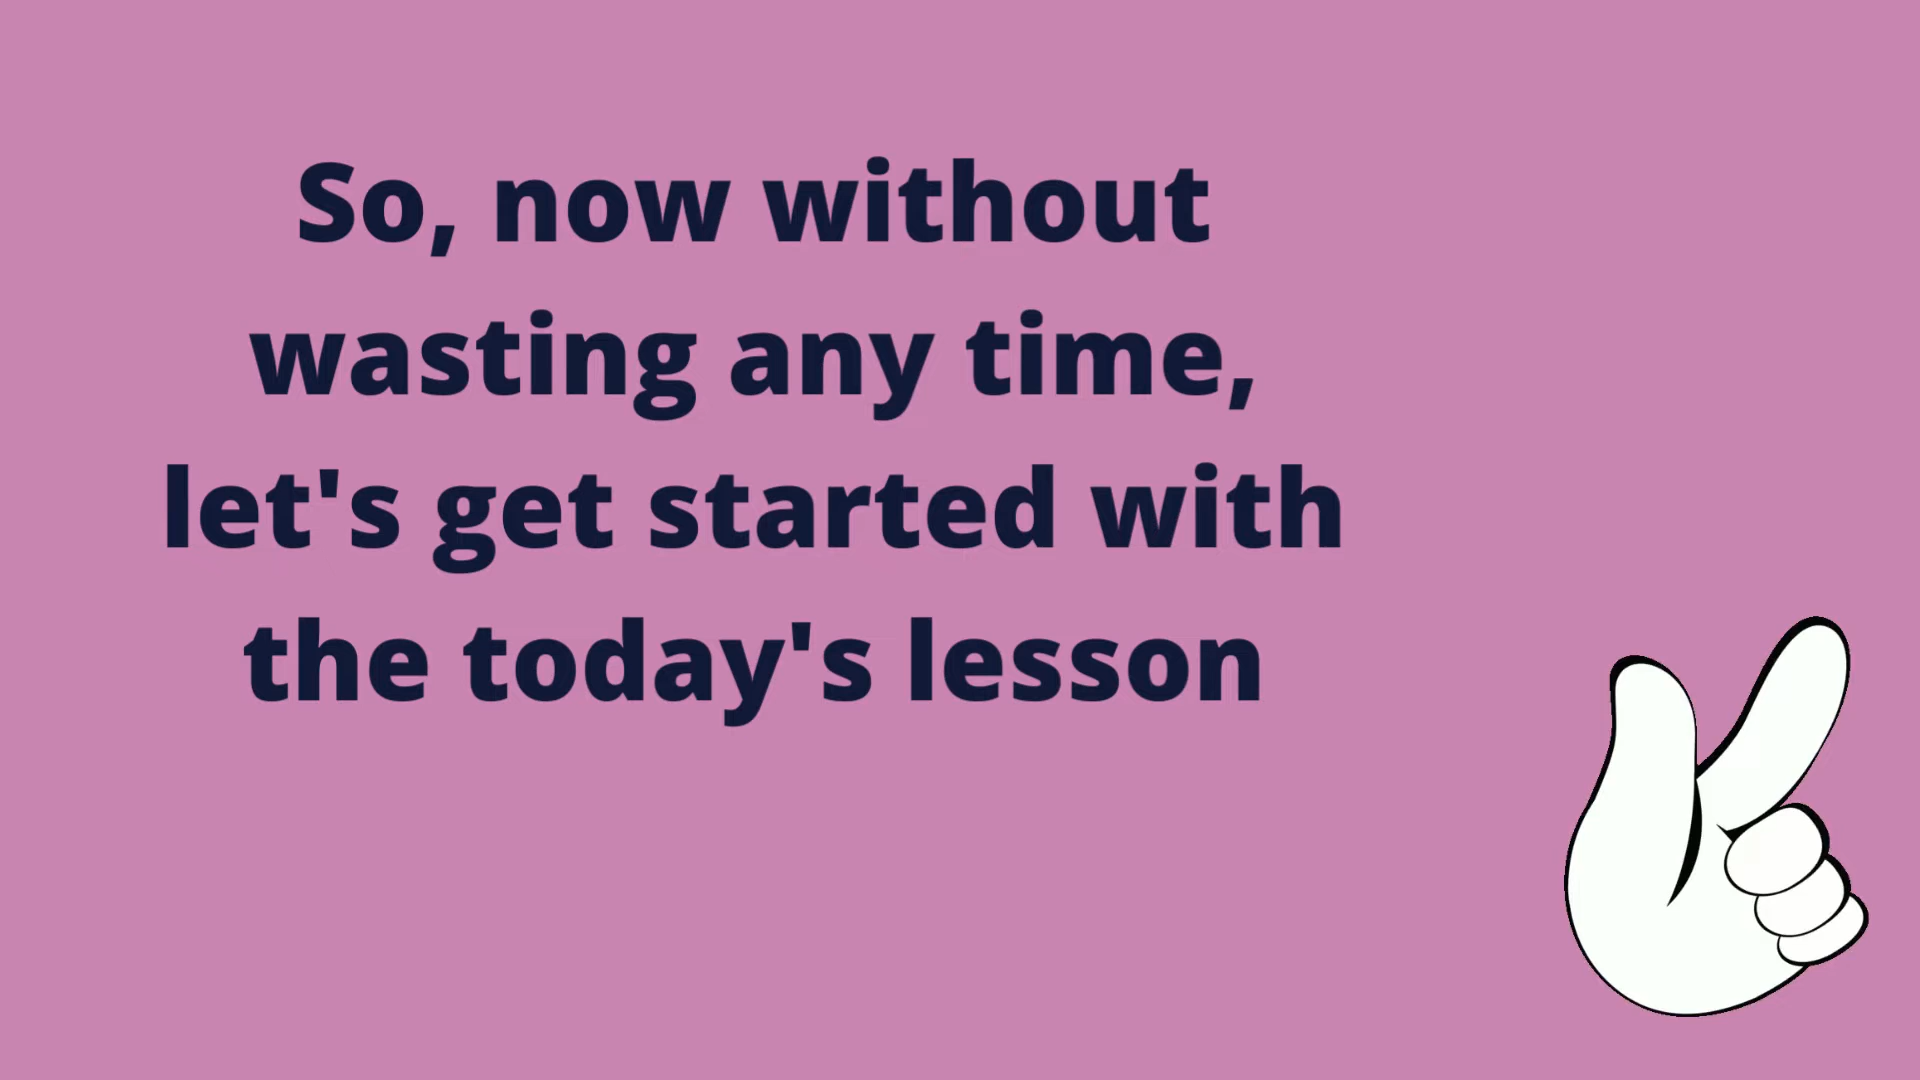 So, now without
wasting any time,
let's get started with
the today's lesson